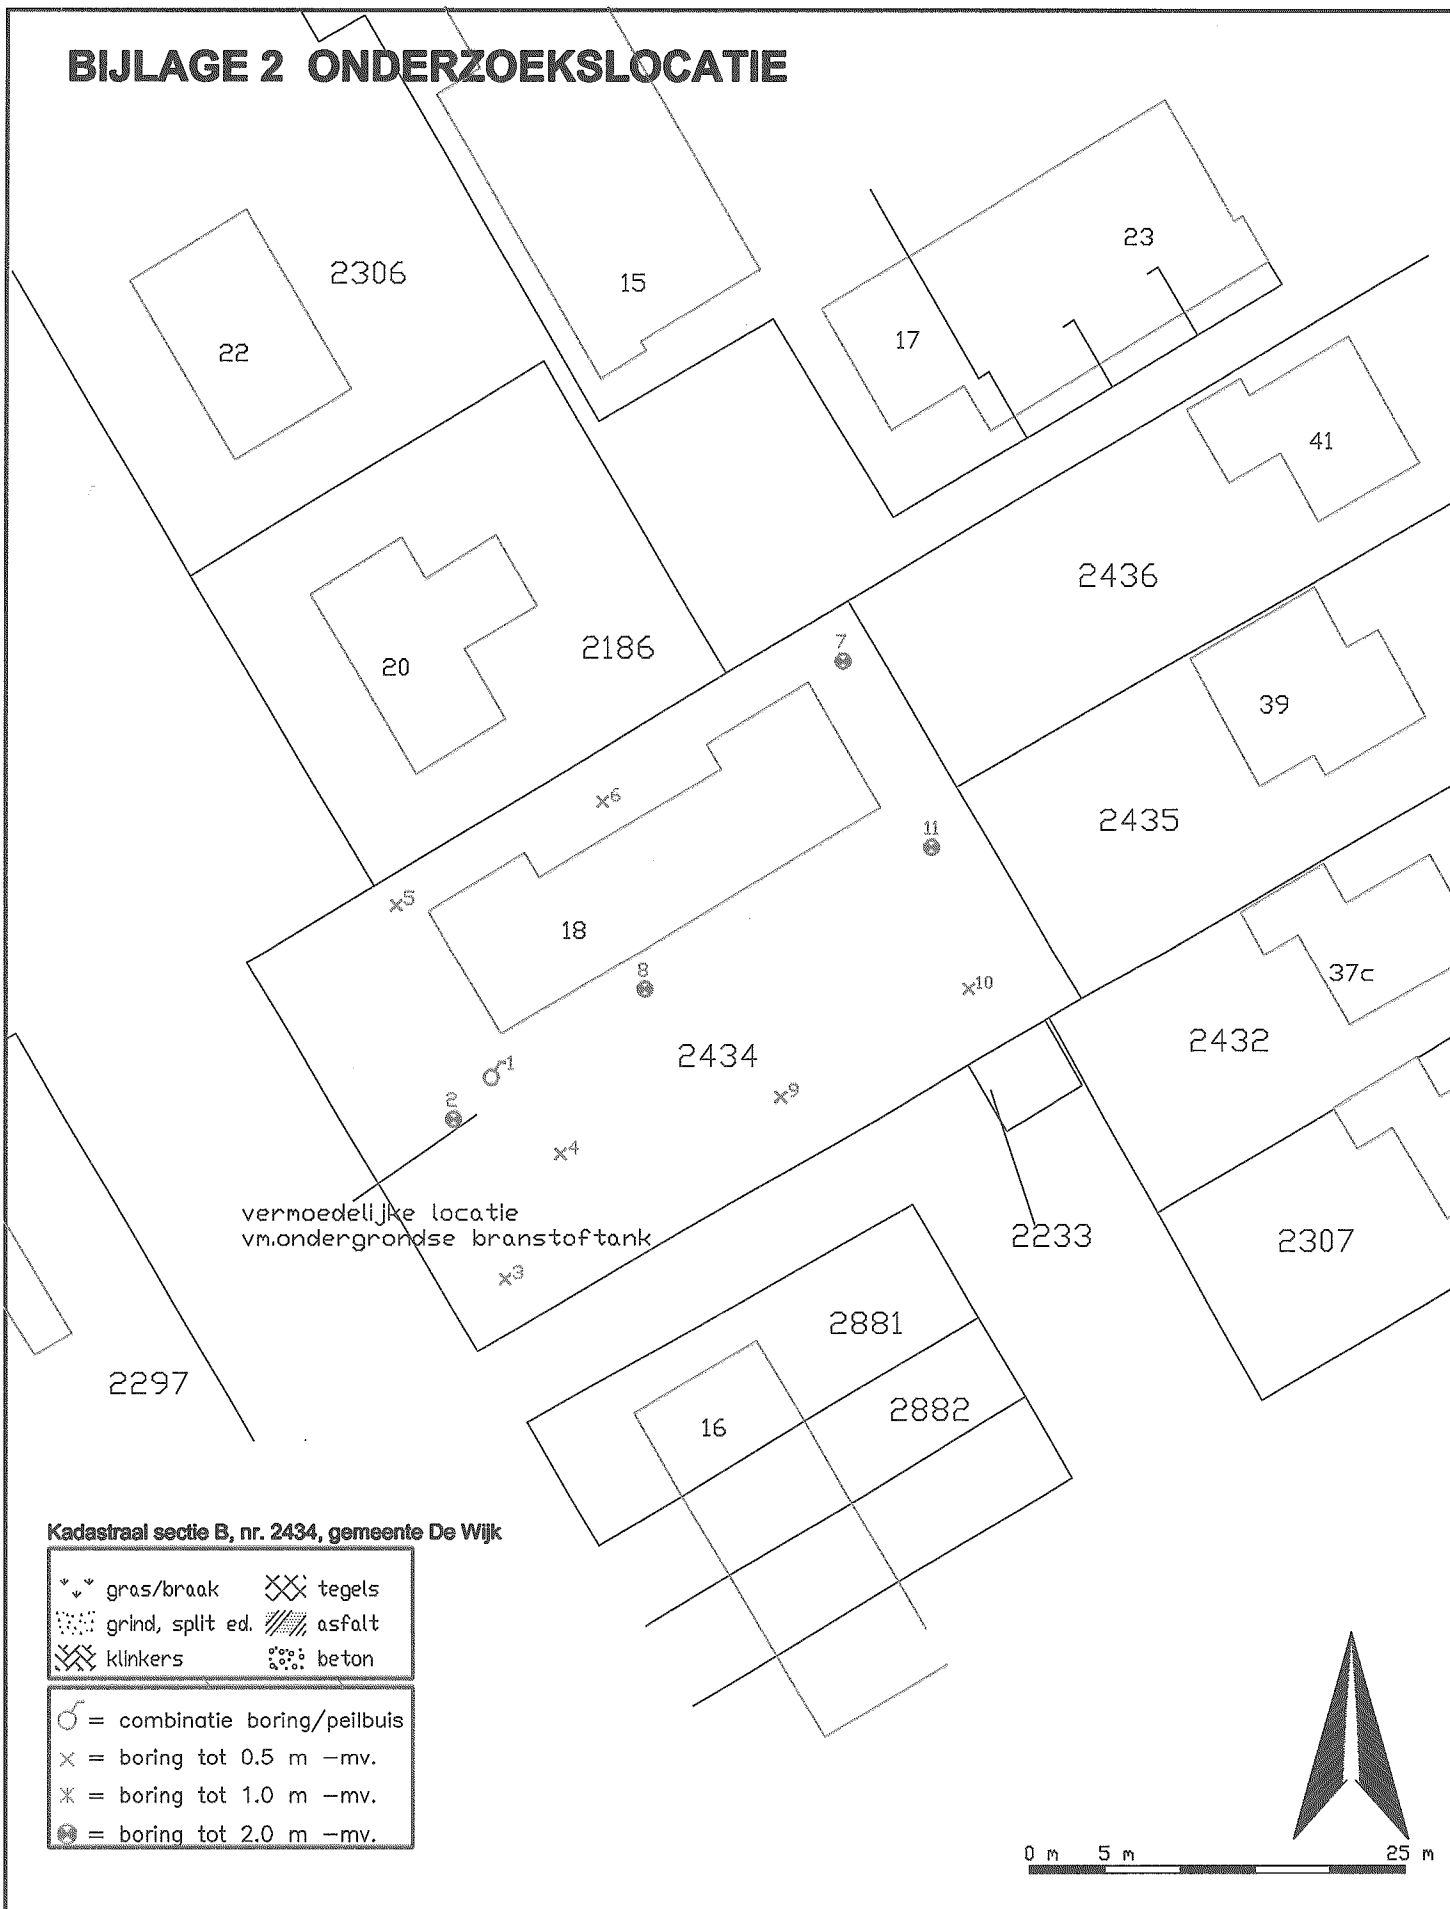 BIJLAGE 2 ONDERZOEKSLOCATIE
23
2306
15
17
22
41
2436
7
2186
20
39
6
2435
11
5
18
8
37c
10
2432
2434
1
9
2
4
vermoedelijke locatie
vm.ondergrondse branstoftank
2233
2307
3
2881
2297
2882
16
Kadastraal sectie B, nr. 2434, gemeente De Wijk
gras/braak tegels
grind, split ed. asfalt
klinkers beton
= combinatie boring/peilbuis
= boring tot 0.5 m -mv.
= boring tot 1.0 m -mv.
= boring tot 2.0 m -mv.
0 m 5 m 25 m